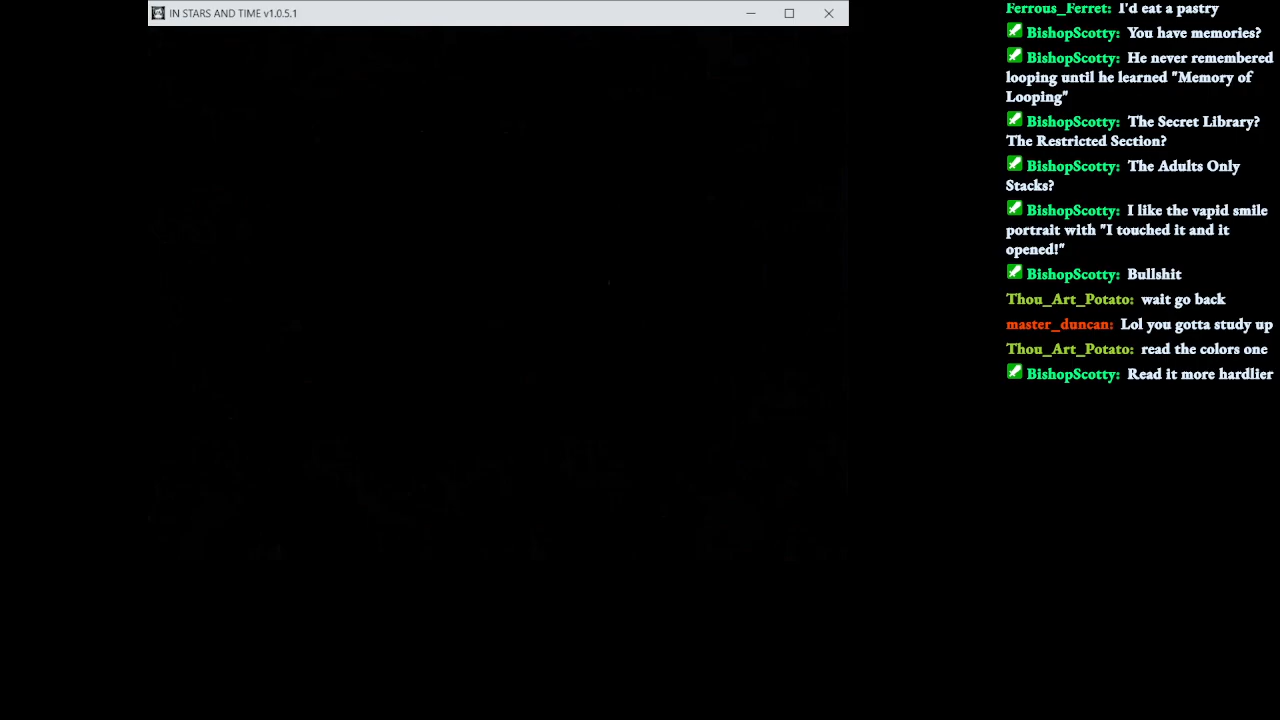 IN STARS AND TIME v1.0.5.1
Ferrous_Ferret: I'd eat a pastry
BishopScotty: You have memories?
BishopScotty: He never remembered
looping until he learned "Memory of
Looping"
BishopScotty: The Secret Library?
The Restricted Section?
BishopScotty: The Adults Only
Stacks?
BishopScotty: I like the vapid smile
portrait with "I touched it and it
opened!"
BishopScotty: Bullshit
Thou_Art_Potato: wait go back
master_duncan: Lol you gotta study up
Thou_Art_Potato: read the colors one
BishopScotty: Read it more hardlier